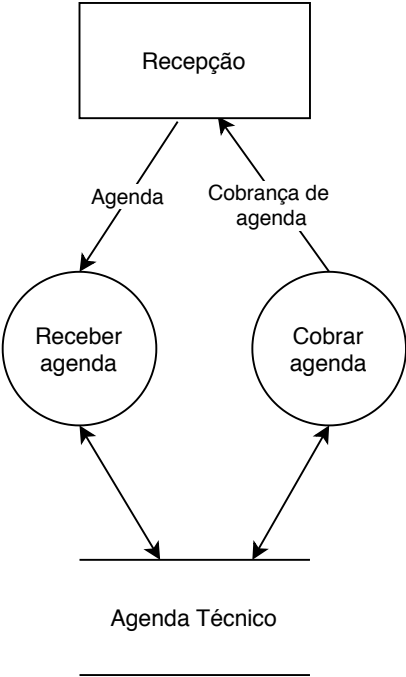 Recepção
Agenda
Cobrança de
agenda
Receber
agenda
Cobrar
agenda
Agenda Técnico